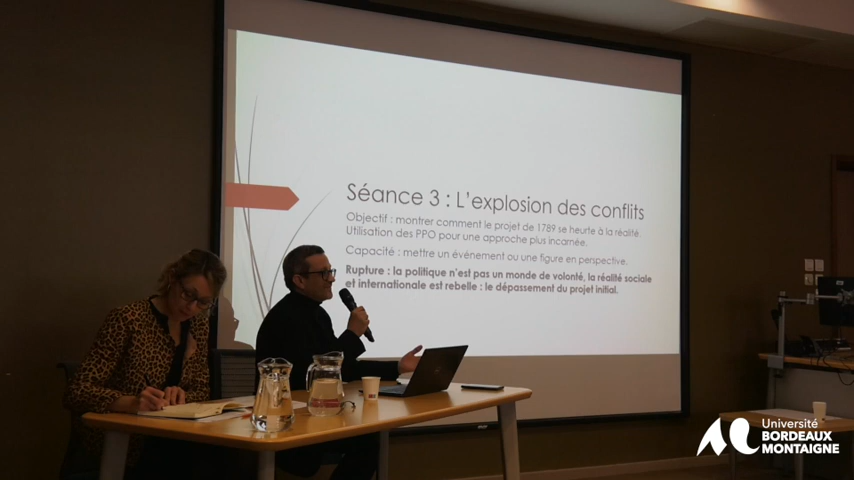 Séance 3 : L'explosion des conflits
Objectif : montrer comment le projet de 1789 se heurte à la réalité.
Utilisation des PPO pour une approche plus incarnée.
Capacité : mettre un événement ou une figure en perspective.
Rupture : la politique n'est pas un monde de volonté, la réalité sociale
et internationale est rebelle : le dépassement du projet initial.
Université
BORDEAUX
MONTAIGNE